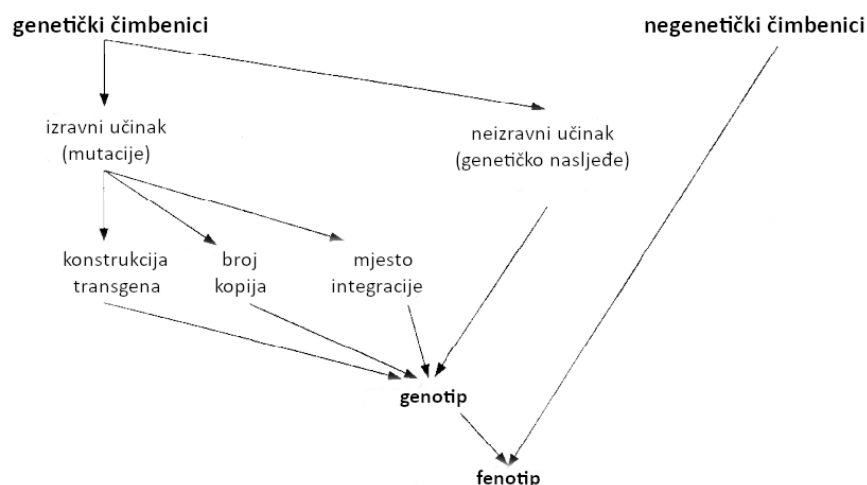 genetički čimbenici
negenetički čimbenici
izravni učinak
(mutacije)
neizravni učinak
(genetičko nasljeđe)
konstrukcija
transgena
broj
kopija
mjesto
integracije
genotip
fenotip